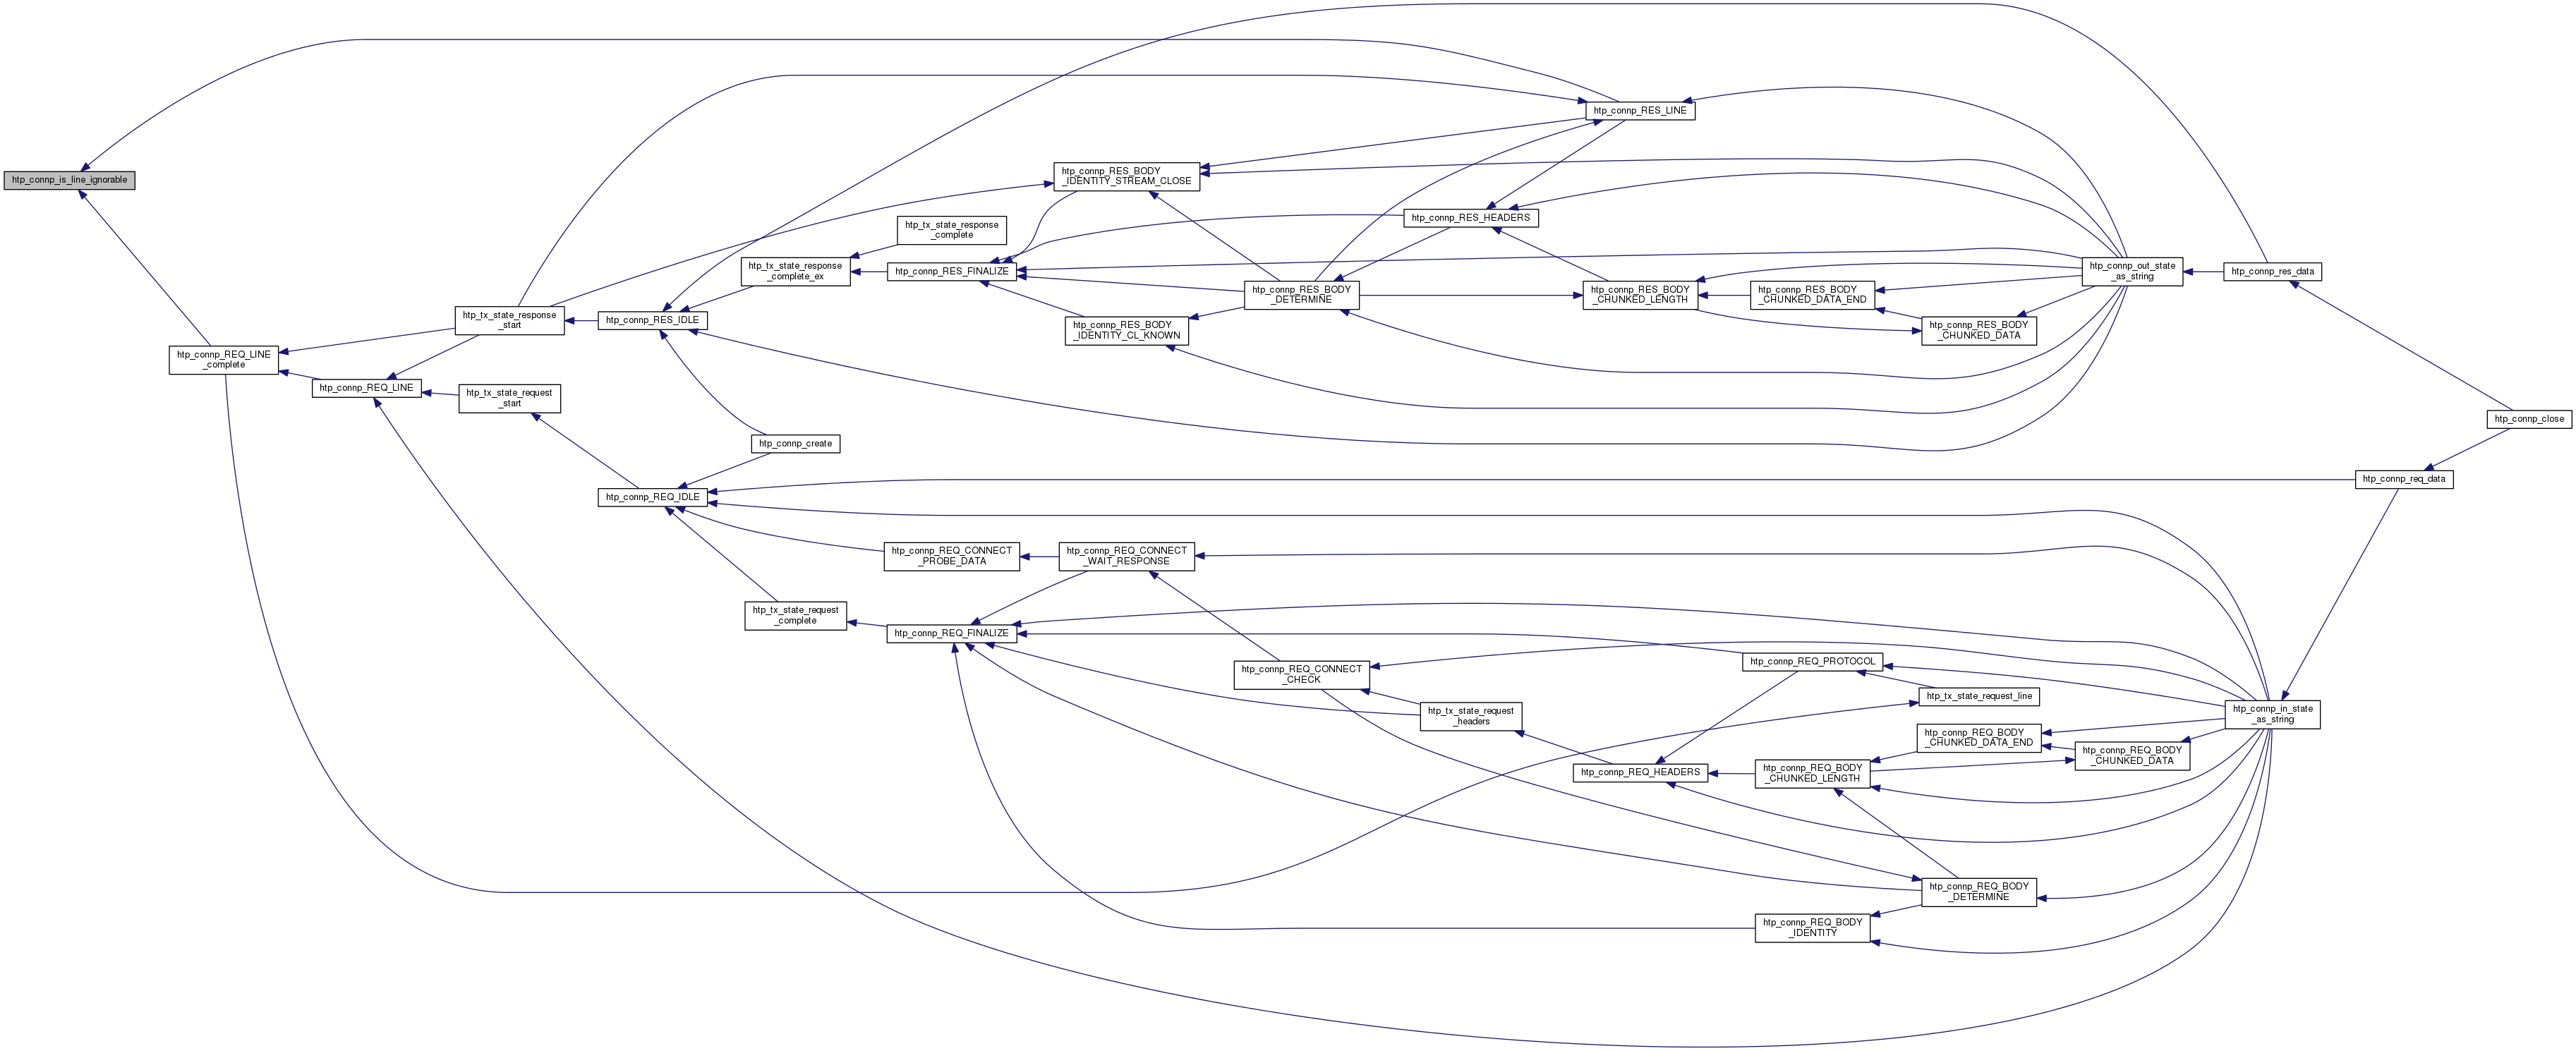 htp_connp_is_line_ignorable
htp_connp_REQ_LINE
_complete
htp_connp_REQ_LINE
htp_tx_state_response
_start
htp_tx_state_request
_start
htp_connp_RES_IDLE
htp_connp_REQ_IDLE
htp_tx_state_response
_complete_ex
htp_connp_create
htp_tx_state_request
_complete
htp_tx_state_response
_complete
htp_connp_RES_FINALIZE
htp_connp_REQ_CONNECT
_PROBE_DATA
htp_connp_REQ_FINALIZE
htp_connp_RES_BODY
_IDENTITY_STREAM_CLOSE
htp_connp_RES_BODY
_IDENTITY_CL_KNOWN
htp_connp_REQ_CONNECT
_WAIT_RESPONSE
htp_connp_RES_BODY
_DETERMINE
htp_connp_REQ_CONNECT
_CHECK
htp_connp_RES_HEADERS
htp_tx_state_request
_headers
htp_connp_RES_LINE
htp_connp_RES_BODY
_CHUNKED_LENGTH
htp_connp_REQ_HEADERS
htp_connp_RES_BODY
_CHUNKED_DATA_END
htp_connp_REQ_PROTOCOL
htp_connp_REQ_BODY
_CHUNKED_LENGTH
htp_connp_REQ_BODY
_IDENTITY
htp_connp_RES_BODY
_CHUNKED_DATA
htp_tx_state_request_line
htp_connp_REQ_BODY
_CHUNKED_DATA_END
htp_connp_REQ_BODY
_DETERMINE
htp_connp_out_state
_as_string
htp_connp_REQ_BODY
_CHUNKED_DATA
htp_connp_res_data
htp_connp_in_state
_as_string
htp_connp_req_data
htp_connp_close